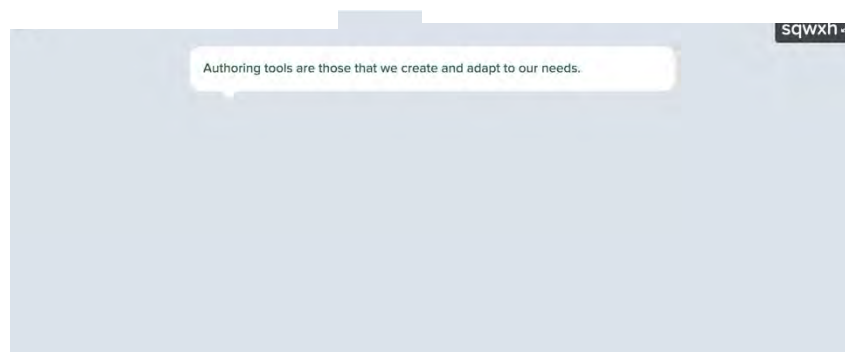 sqwxh
Authoring tools are those that we create and adapt to our needs.